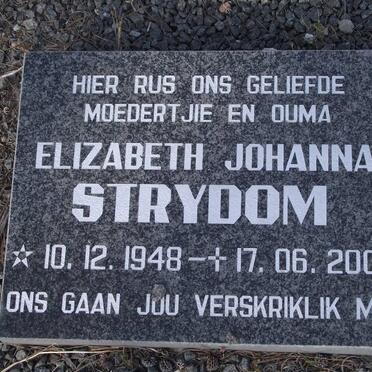 HIER RUS ONS GELIEFDE
MOEDERTJIE EN OUMA
ELIZABETH JOHANNA
STRYDOM
☆ 10. 12. 1948 – ✝ 17. 06. 200
ONS GAAN JOU VERSKRIKLIK M